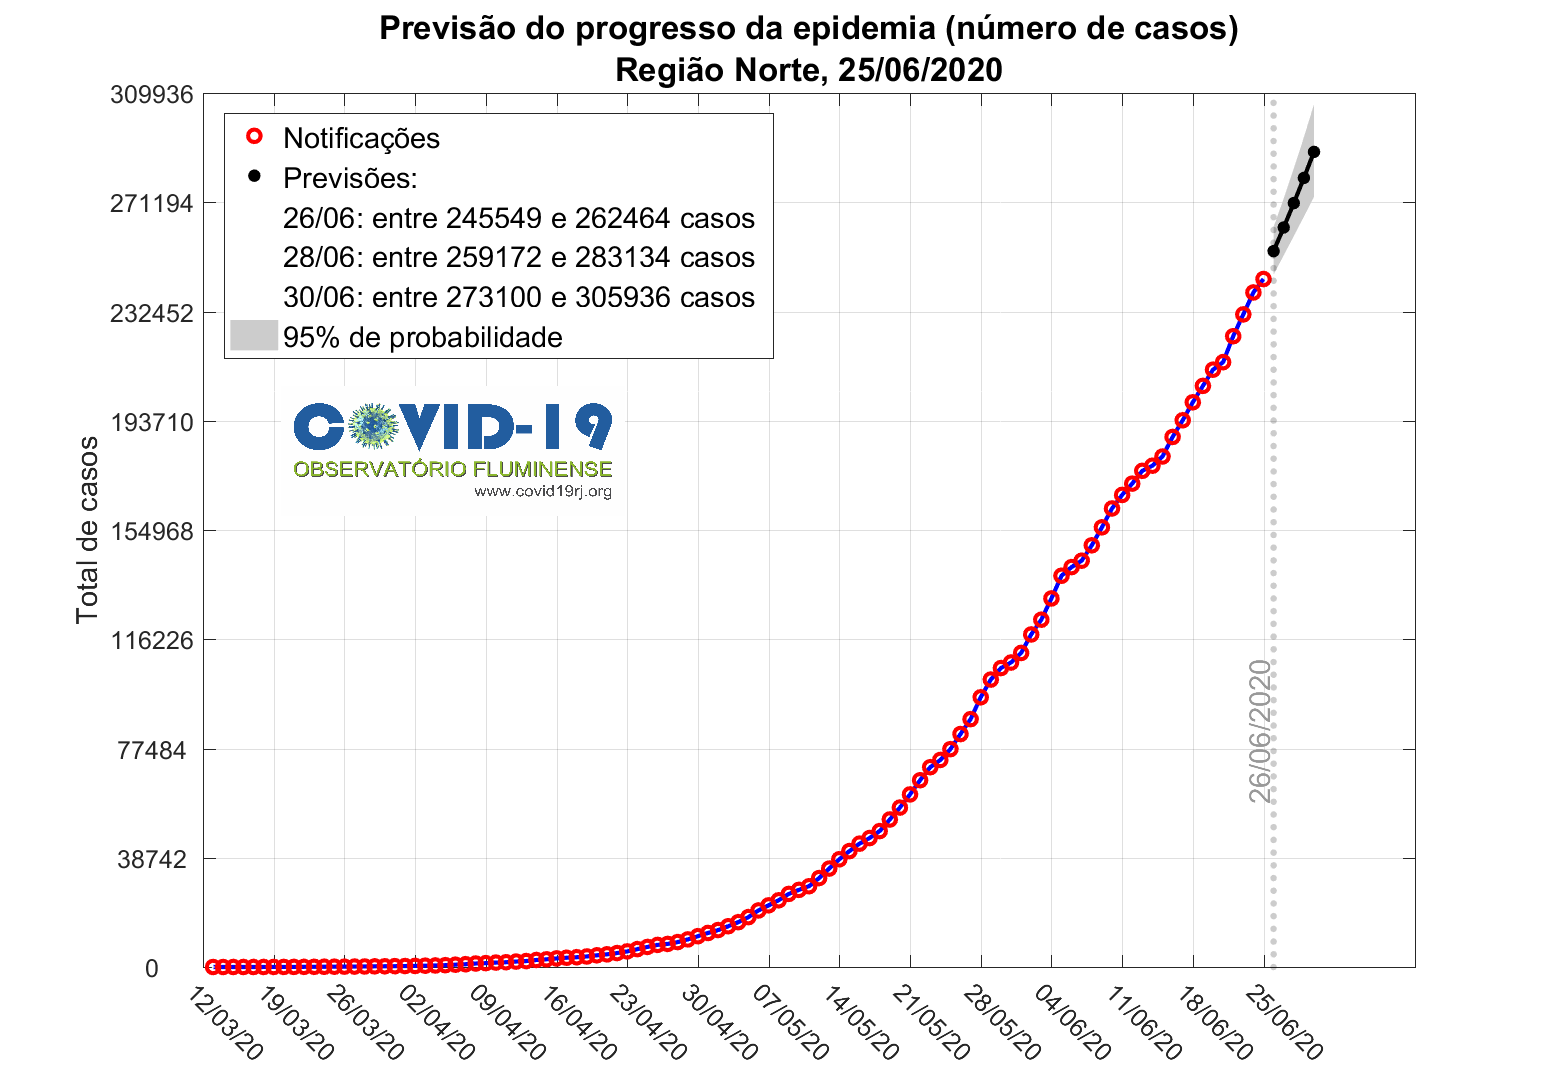 Previsão do progresso da epidemia (número de casos)
Região Norte, 25/06/2020
Notificações
Previsões:
26/06: entre 245549 e 262464 casos
28/06: entre 259172 e 283134 casos
30/06: entre 273100 e 305936 casos
95% de probabilidade
COVID-19
OBSERVATÓRIO FLUMINENSE
www.covid19rj.org
Total de casos
309936
271194
232452
193710
154968
116226
77484
38742
0
26/06/2020
12/03/20
19/03/20
26/03/20
02/04/20
09/04/20
16/04/20
23/04/20
30/04/20
07/05/20
14/05/20
21/05/20
28/05/20
04/06/20
11/06/20
18/06/20
25/06/20